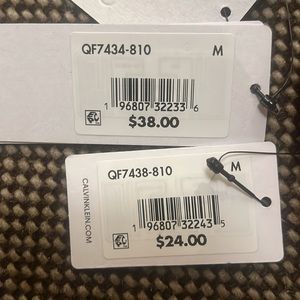 QF7434-810 M
1 96807 32233 6
$38.00
QF7438-810 M
1 96807 32243 5
$24.00
CALVINKLEIN.COM